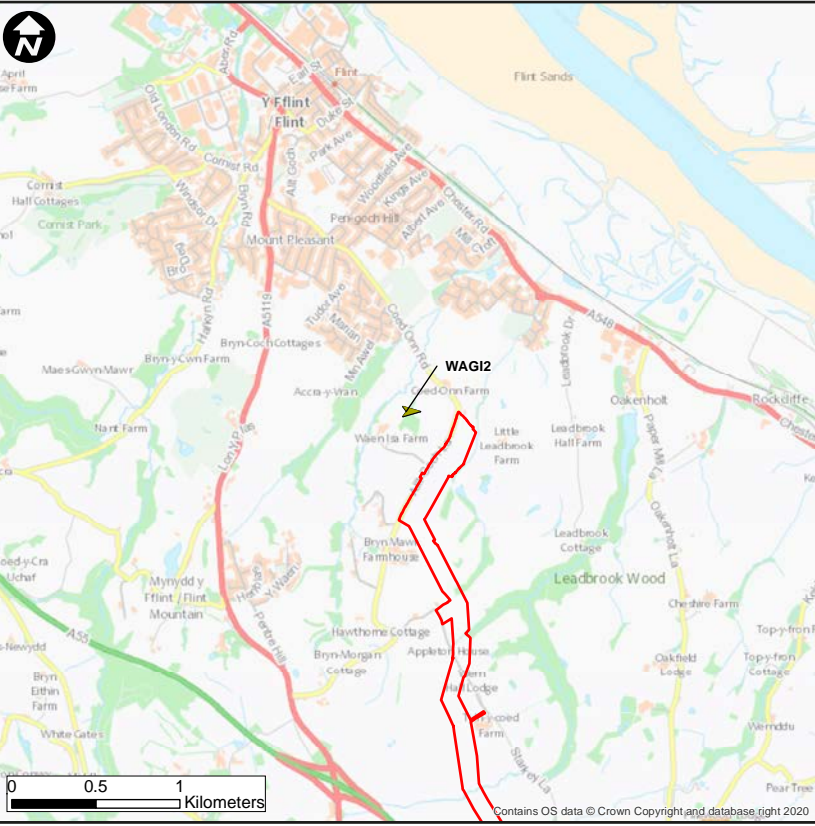 N
April
Aber Rd
Earl St
Flint
Flint Sands
Y Fflint
Flint
Duke St
Old London Rd
Park Ave
Cornist Rd
Woodfield Ave
Kings Ave
Albert Ave
Chester Rd
Cornist
Hall Cottages
Windsor Dr
Bryn Rd
Allt Goch
Pen-goch Hill
Mill Croft
Cornist Park
Mount Pleasant
A5119
Halkyn Rd
Tudor Ave
Marian
Min Awel
Coed Onn Rd
A548
Bryn-Coch Cottages
Bryn-y-Cwn Farm
Maes-Gwyn-Mawr
WAGI2
Leadbrook Dr
Accra-y-Vran
Coed-Onn Farm
Oakenholt
Rockcliffe
Nant Farm
Waen Isa Farm
Little
Leadbrook
Farm
Leadbrook
Hall Farm
Paper Mill La
Oakenholt La
Leadbrook
Cottage
Bryn Mawr
Farmhouse
Leadbrook Wood
Uchaf
Mynydd y
Fflint / Flint
Mountain
Y Waen
Pentre Hill
Cheshire Farm
Hawthorne Cottage
A55
Bryn-Morgan
Cottage
Appleton House
Oakfield
Lodge
Top-y-fron
Cottage
Bryn
Eithin
Farm
White Gates
Farm
Starkey La
Wernddu
Pear Tree
0 0.5 1
Kilometers
Contains OS data © Crown Copyright and database right 2020